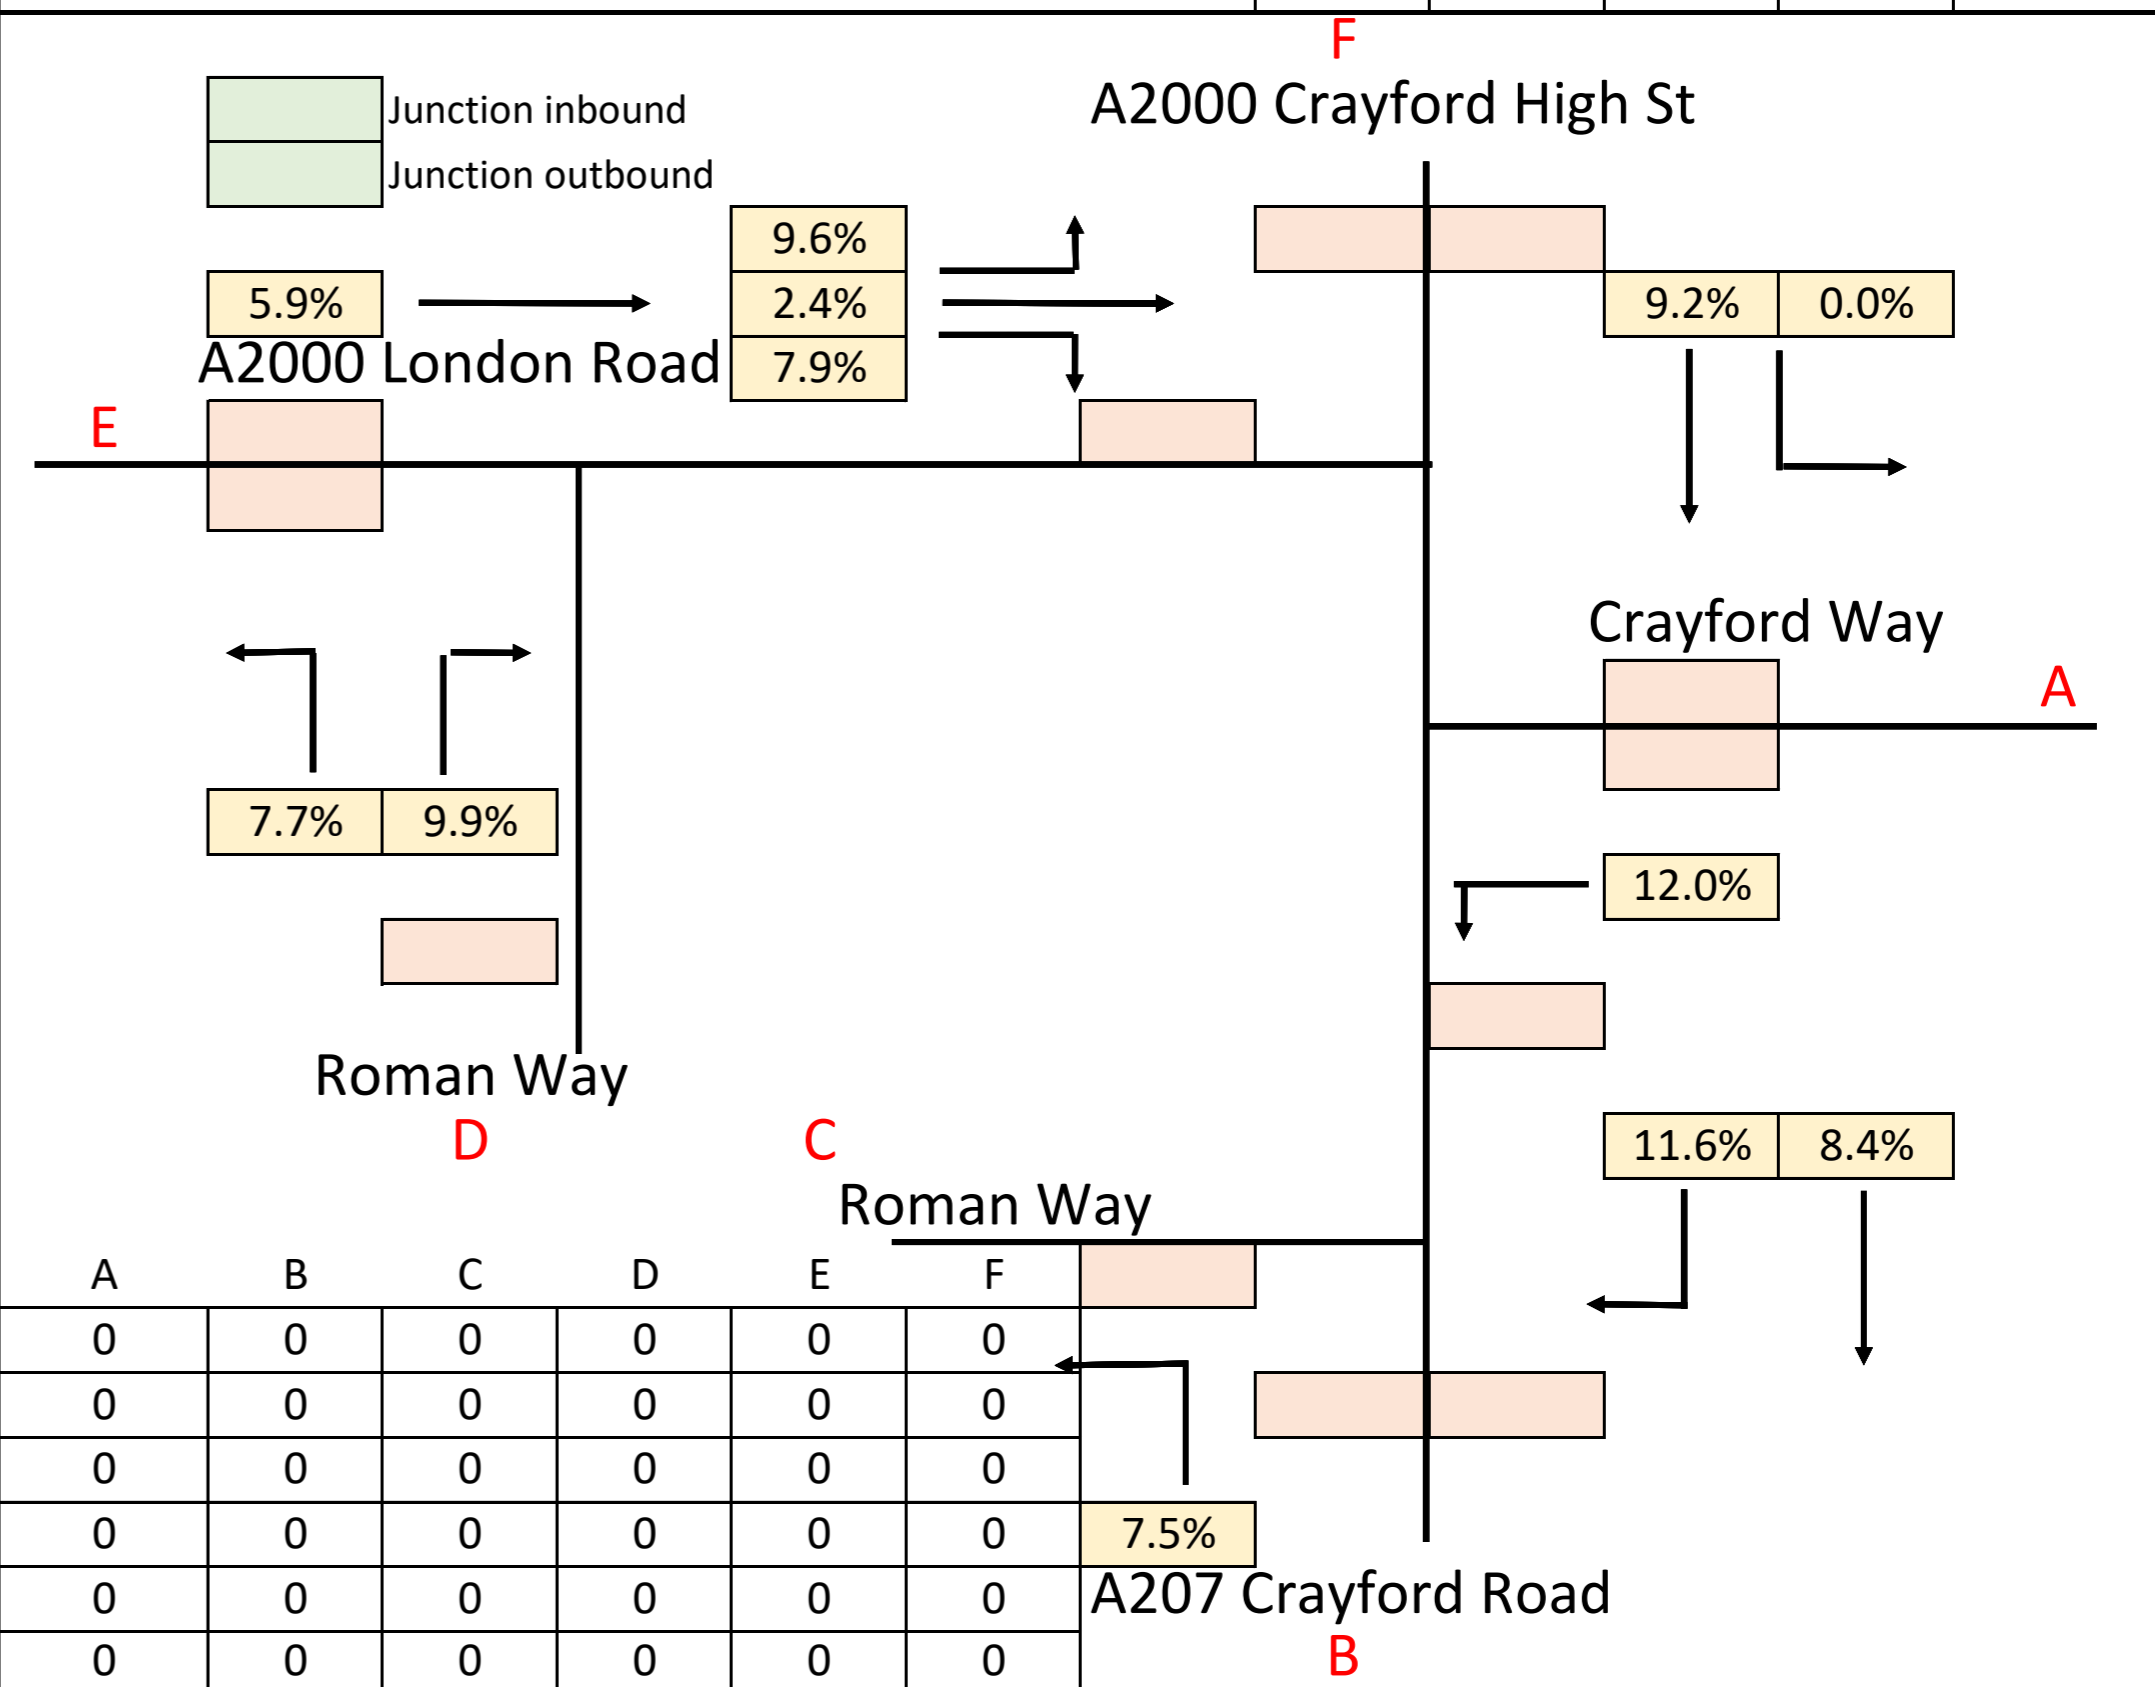 F
A2000 Crayford High St
Junction inbound
Junction outbound
9.6%
5.9%
2.4%
9.2% 0.0%
A2000 London Road
7.9%
E
Crayford Way
A
7.7% 9.9%
12.0%
Roman Way
D
C
11.6% 8.4%
Roman Way
A B C D E F
0 0 0 0 0 0
0 0 0 0 0 0
0 0 0 0 0 0
0 0 0 0 0 0 7.5%
0 0 0 0 0 0
A207 Crayford Road
0 0 0 0 0 0
B